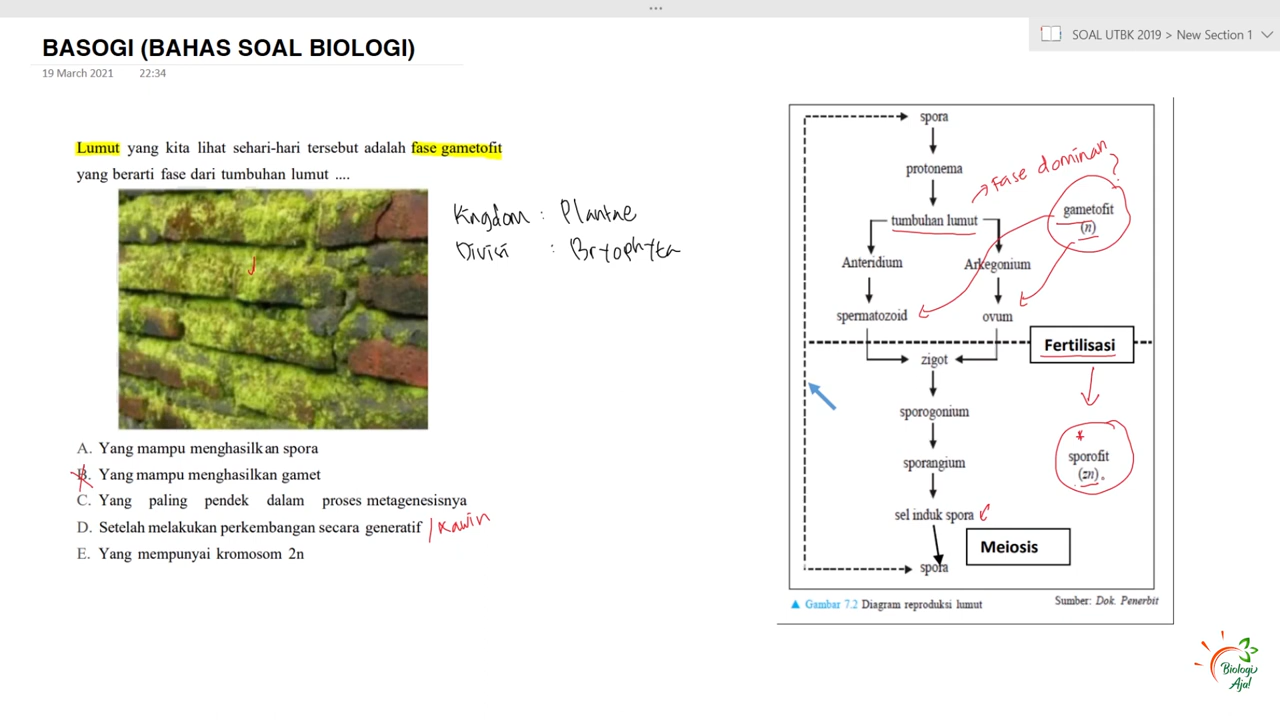 BASOGI (BAHAS SOAL BIOLOGI)
19 March 2021 22:34
SOAL UTBK 2019 > New Section 1
Lumut yang kita lihat sehari-hari tersebut adalah fase gametofit
yang berarti fase dari tumbuhan lumut ....
Kngdom : Plantae
Divisi : Bryophyta
A. Yang mampu menghasilkan spora
B. Yang mampu menghasilkan gamet
C. Yang paling pendek dalam proses metagenesisnya
D. Setelah melakukan perkembangan secara generatif / kawin
E. Yang mempunyai kromosom 2n
spora
protonema
→ Fase dominan ?
tumbuhan lumut
gametofit
(n)
Anteridium Arkegonium
spermatozoid ovum
Fertilisasi
zigot
sporogonium
sporangium
sporofit
(2n).
sel induk spora
Meiosis
spora
▲ Gambar 7.2 Diagram reproduksi lumut
Sumber: Dok. Penerbit
Biologi
Aja!